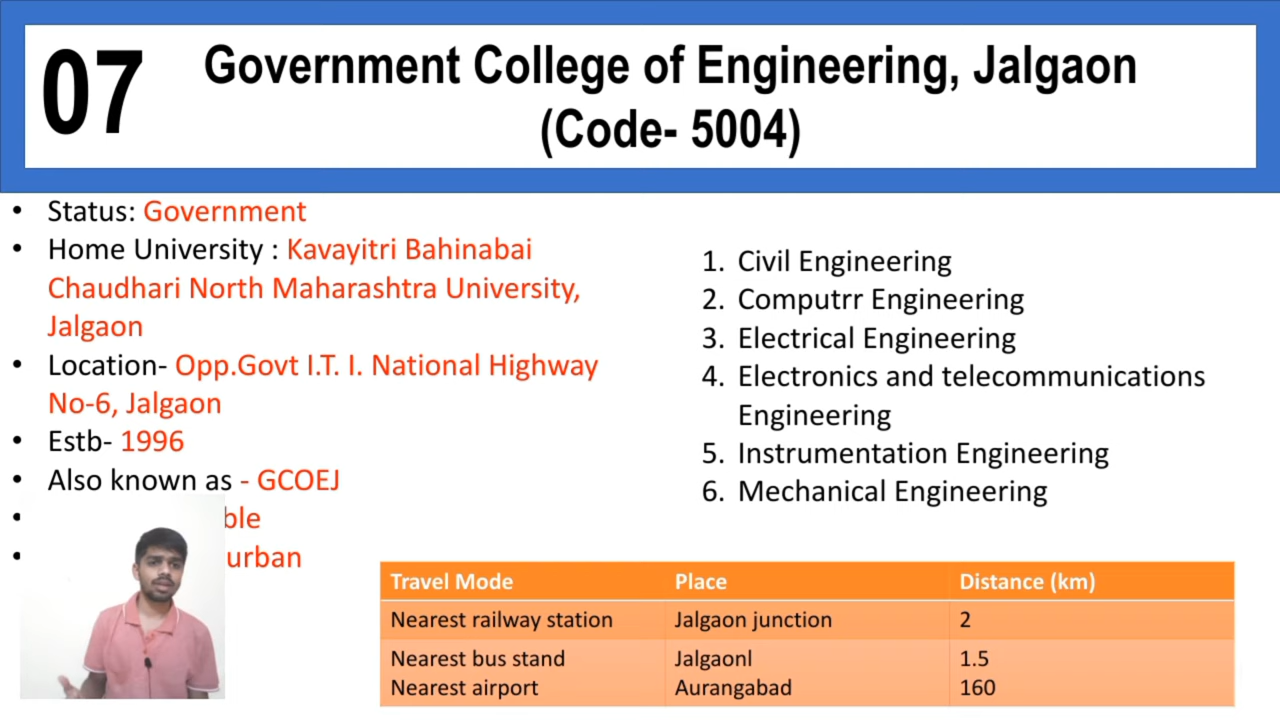 07
Government College of Engineering, Jalgaon
(Code- 5004)
• Status: Government
• Home University : Kavayitri Bahinabai
Chaudhari North Maharashtra University,
Jalgaon
• Location- Opp.Govt I.T. I. National Highway
No-6, Jalgaon
• Estb- 1996
• Also known as - GCOEJ
1. Civil Engineering
2. Computrr Engineering
3. Electrical Engineering
4. Electronics and telecommunications
Engineering
5. Instrumentation Engineering
6. Mechanical Engineering
Travel Mode Place Distance (km)
Nearest railway station Jalgaon junction 2
Nearest bus stand Jalgaonl 1.5
Nearest airport Aurangabad 160